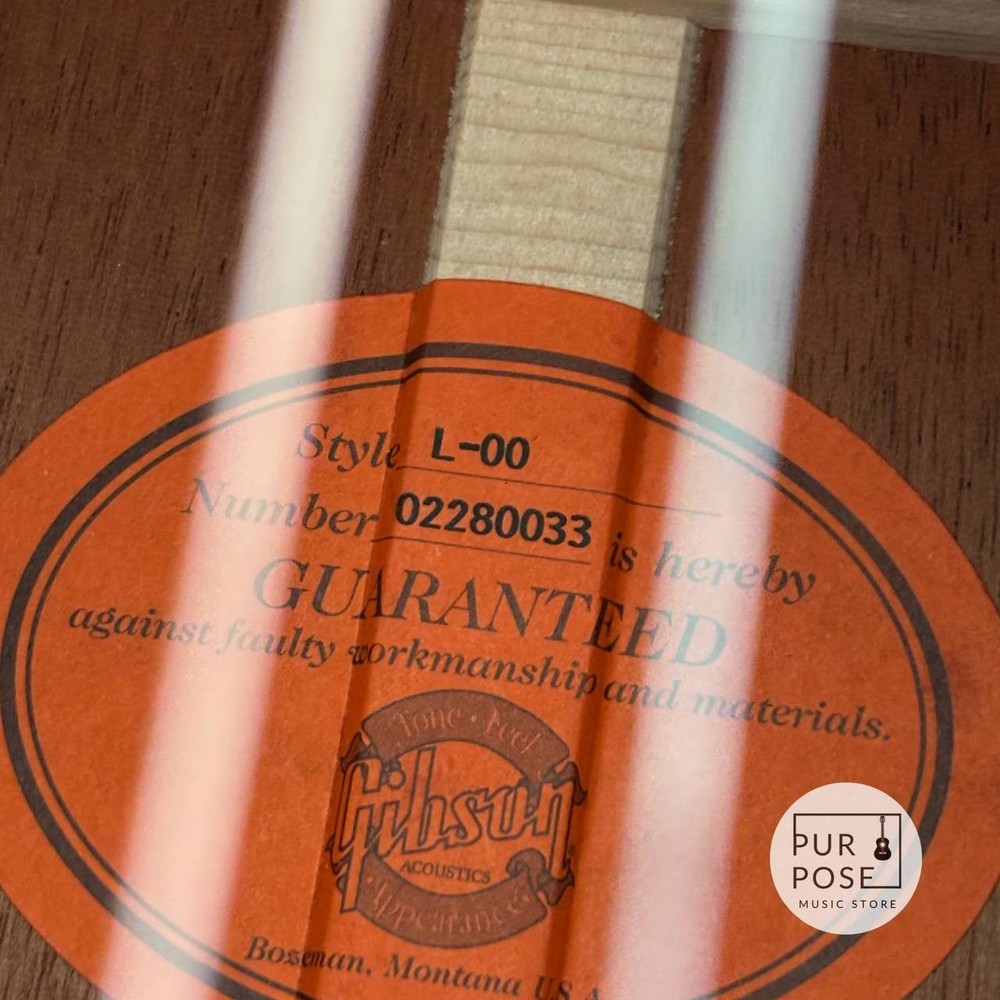 Style L-00
Number 02280033 is hereby
GUARANTEED
against faulty workmanship and materials.
Tone · Feel
Gibson
ACOUSTICS
Appearance
Bozeman, Montana US A
PUR
POSE
MUSIC STORE